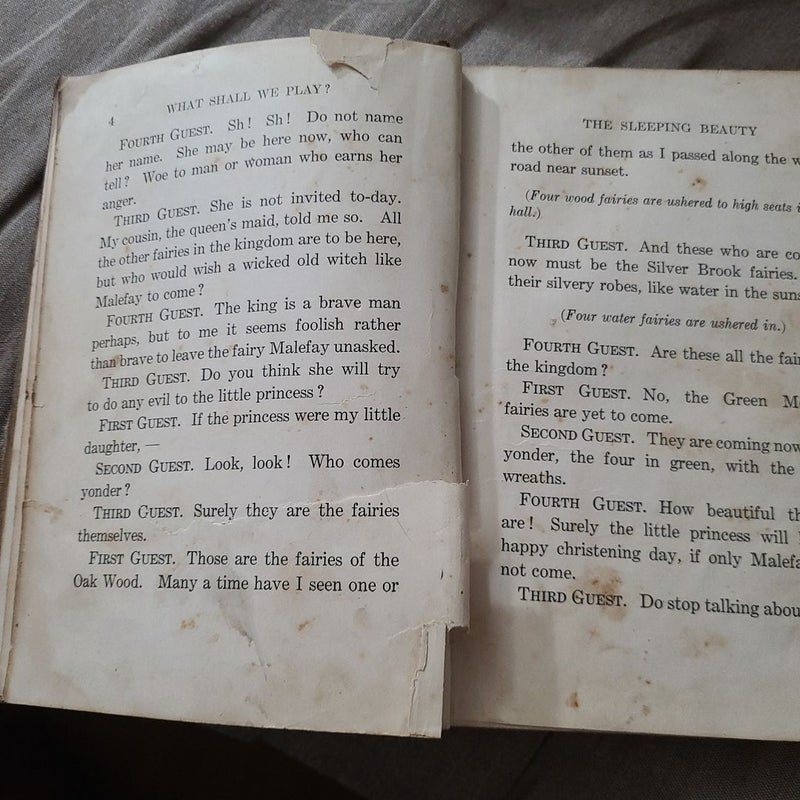 4
WHAT SHALL WE PLAY?
FOURTH GUEST. Sh! Sh! Do not name
her name. She may be here now, who can
tell? Woe to man or woman who earns her
anger.
THIRD GUEST. She is not invited to-day.
My cousin, the queen's maid, told me so. All
the other fairies in the kingdom are to be here,
but who would wish a wicked old witch like
Malefay to come?
FOURTH GUEST. The king is a brave man
perhaps, but to me it seems foolish rather
than brave to leave the fairy Malefay unasked.
THIRD GUEST. Do you think she will try
to do any evil to the little princess?
FIRST GUEST. If the princess were my little
daughter, —
SECOND GUEST. Look, look! Who comes
yonder?
THIRD GUEST. Surely they are the fairies
themselves.
FIRST GUEST. Those are the fairies of the
Oak Wood. Many a time have I seen one or
THE SLEEPING BEAUTY
the other of them as I passed along the
road near sunset.
(Four wood fairies are ushered to high seats
hall.)
THIRD GUEST. And these who are
now must be the Silver Brook fairies.
their silvery robes, like water in the
(Four water fairies are ushered in.)
FOURTH GUEST. Are these all the
the kingdom?
FIRST GUEST. No, the Green
fairies are yet to come.
SECOND GUEST. They are coming now
yonder, the four in green, with the
wreaths.
FOURTH GUEST. How beautiful
are! Surely the little princess will
happy christening day, if only
not come.
THIRD GUEST. Do stop talking